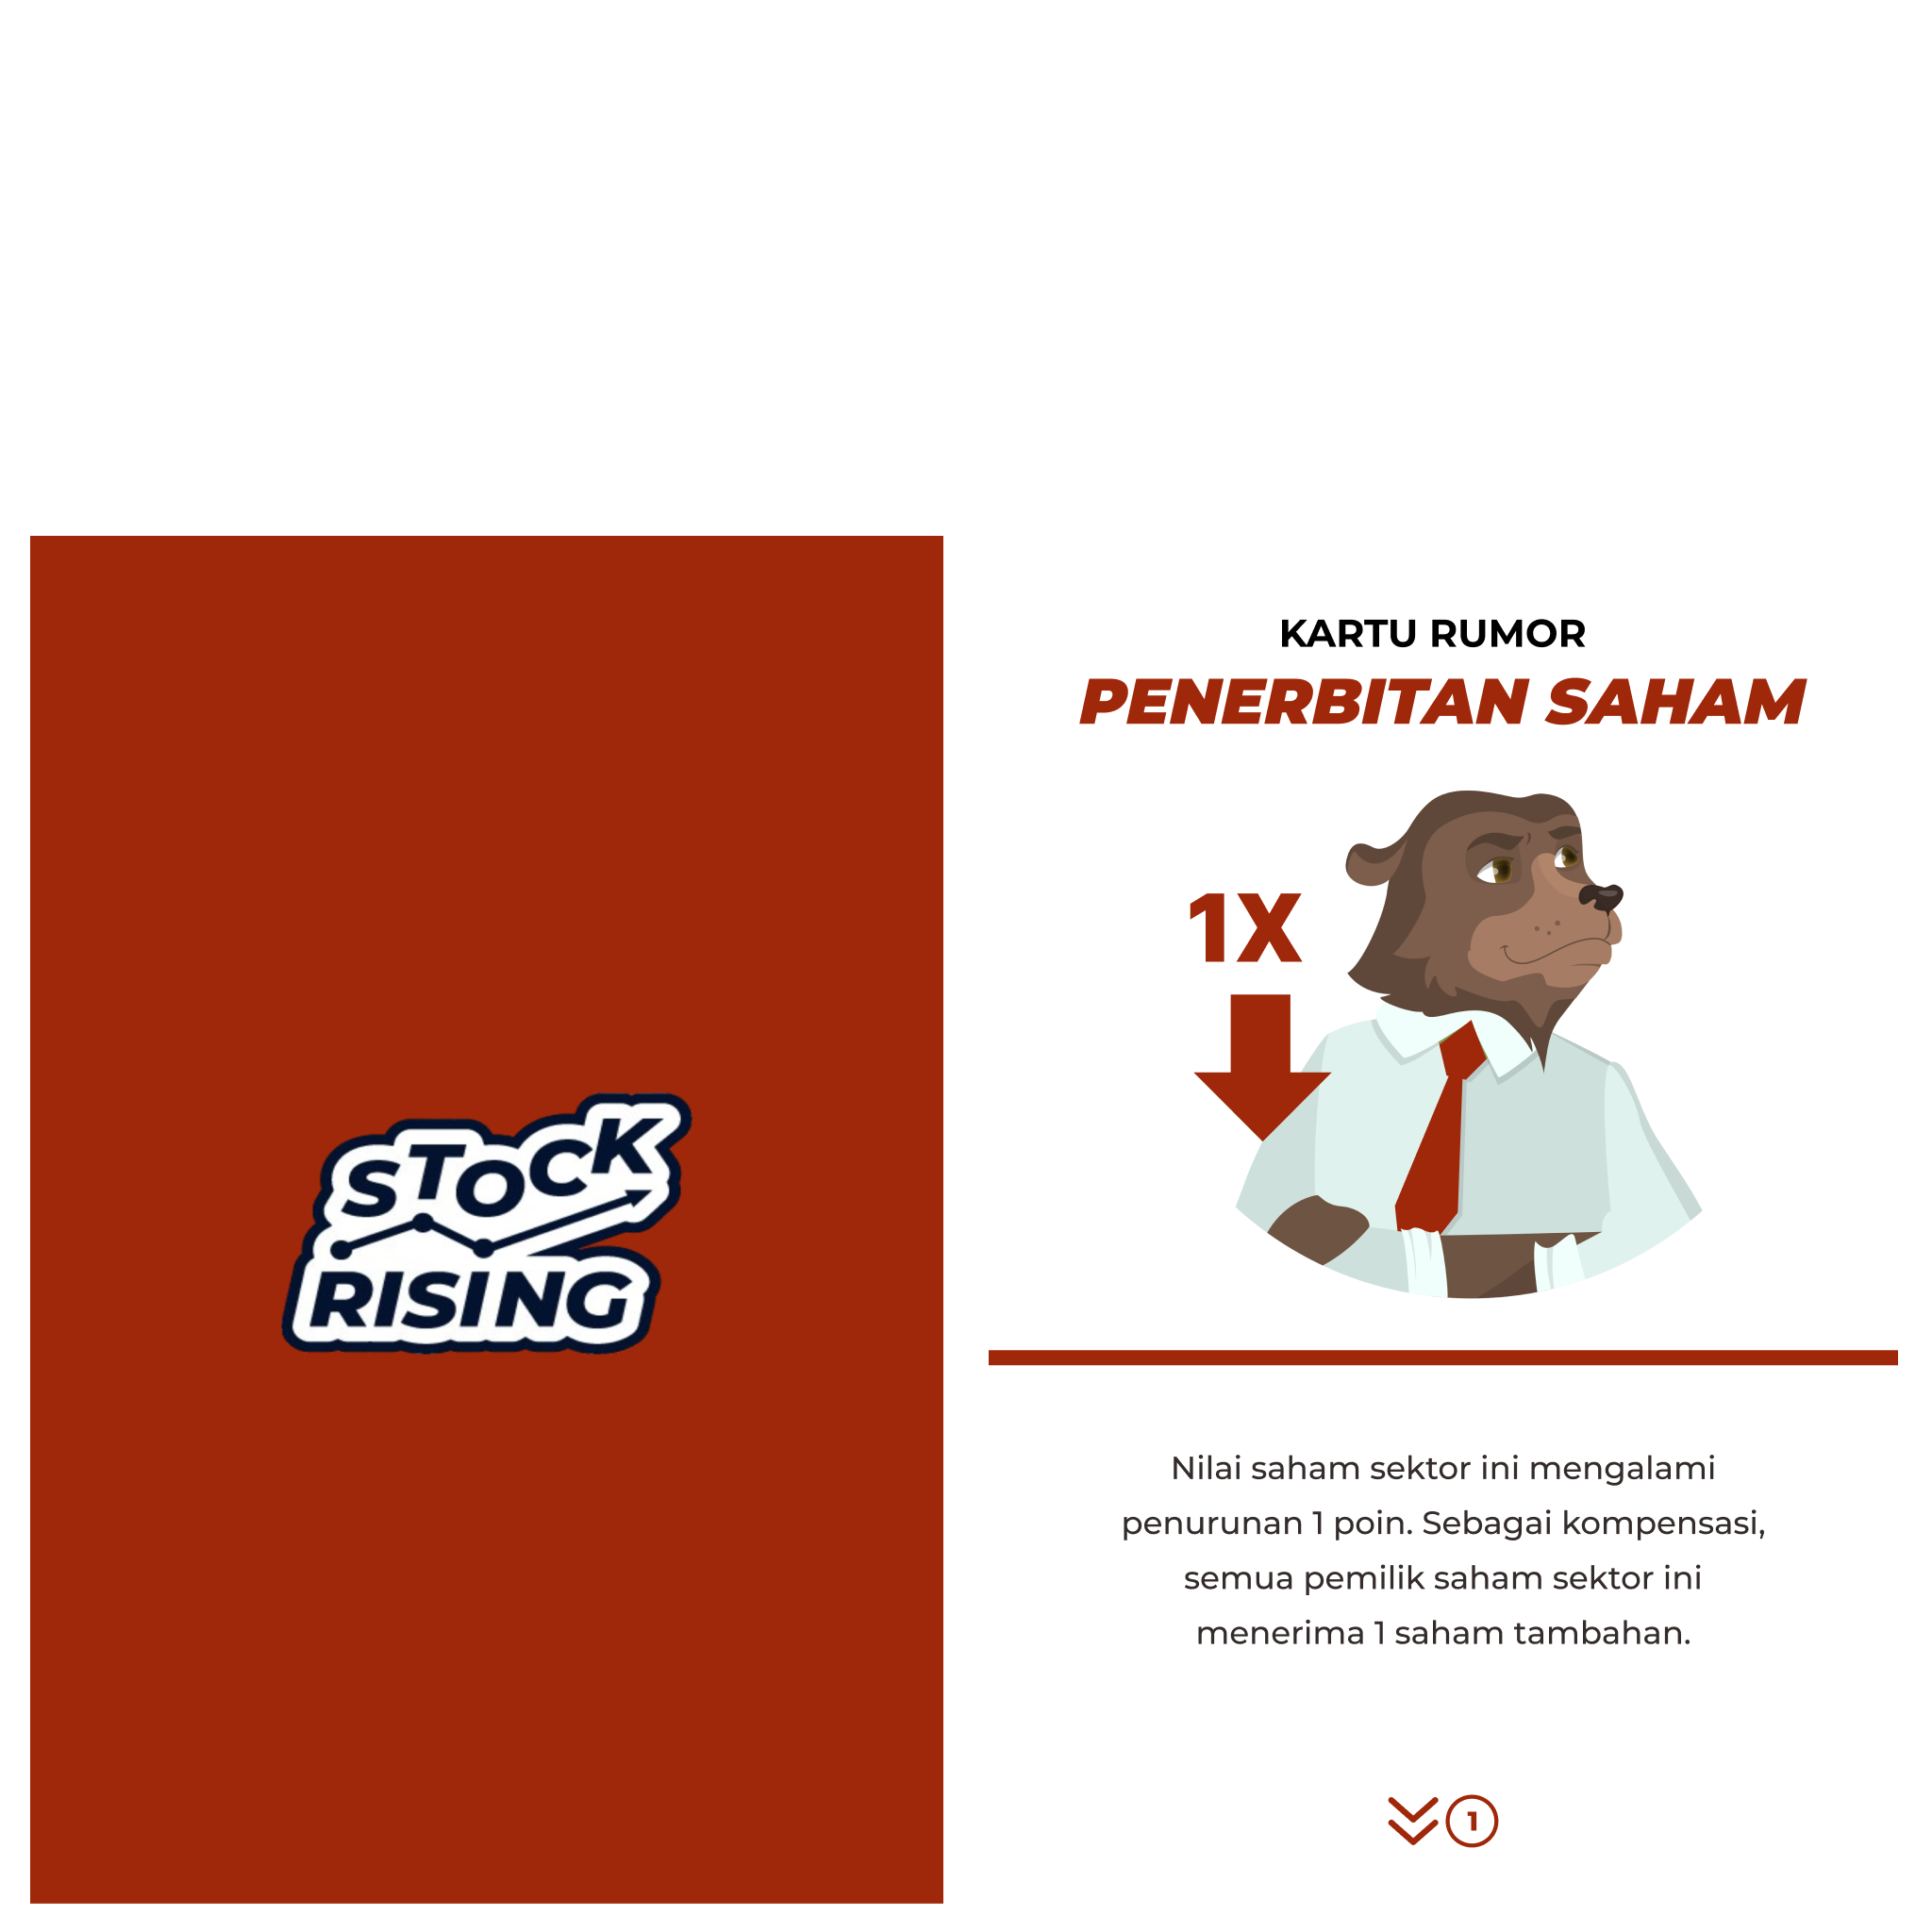 STOCK
RISING
KARTU RUMOR
PENERBITAN SAHAM
1X
Nilai saham sektor ini mengalami
penurunan 1 poin. Sebagai kompensasi,
semua pemilik saham sektor ini
menerima 1 saham tambahan.
1